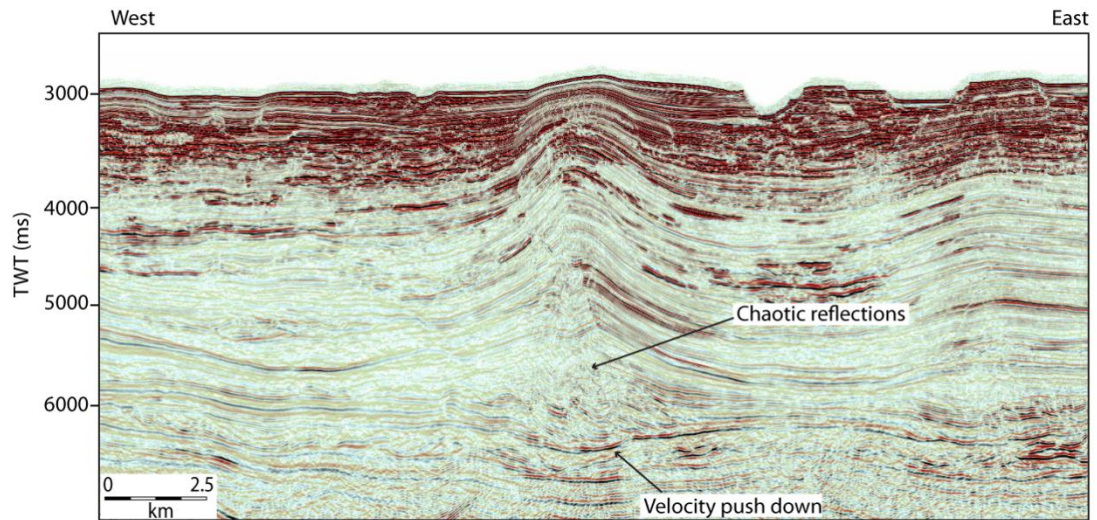 West
East
3000
4000
TWT (ms)
5000
Chaotic reflections
6000
0
2.5
km
Velocity push down